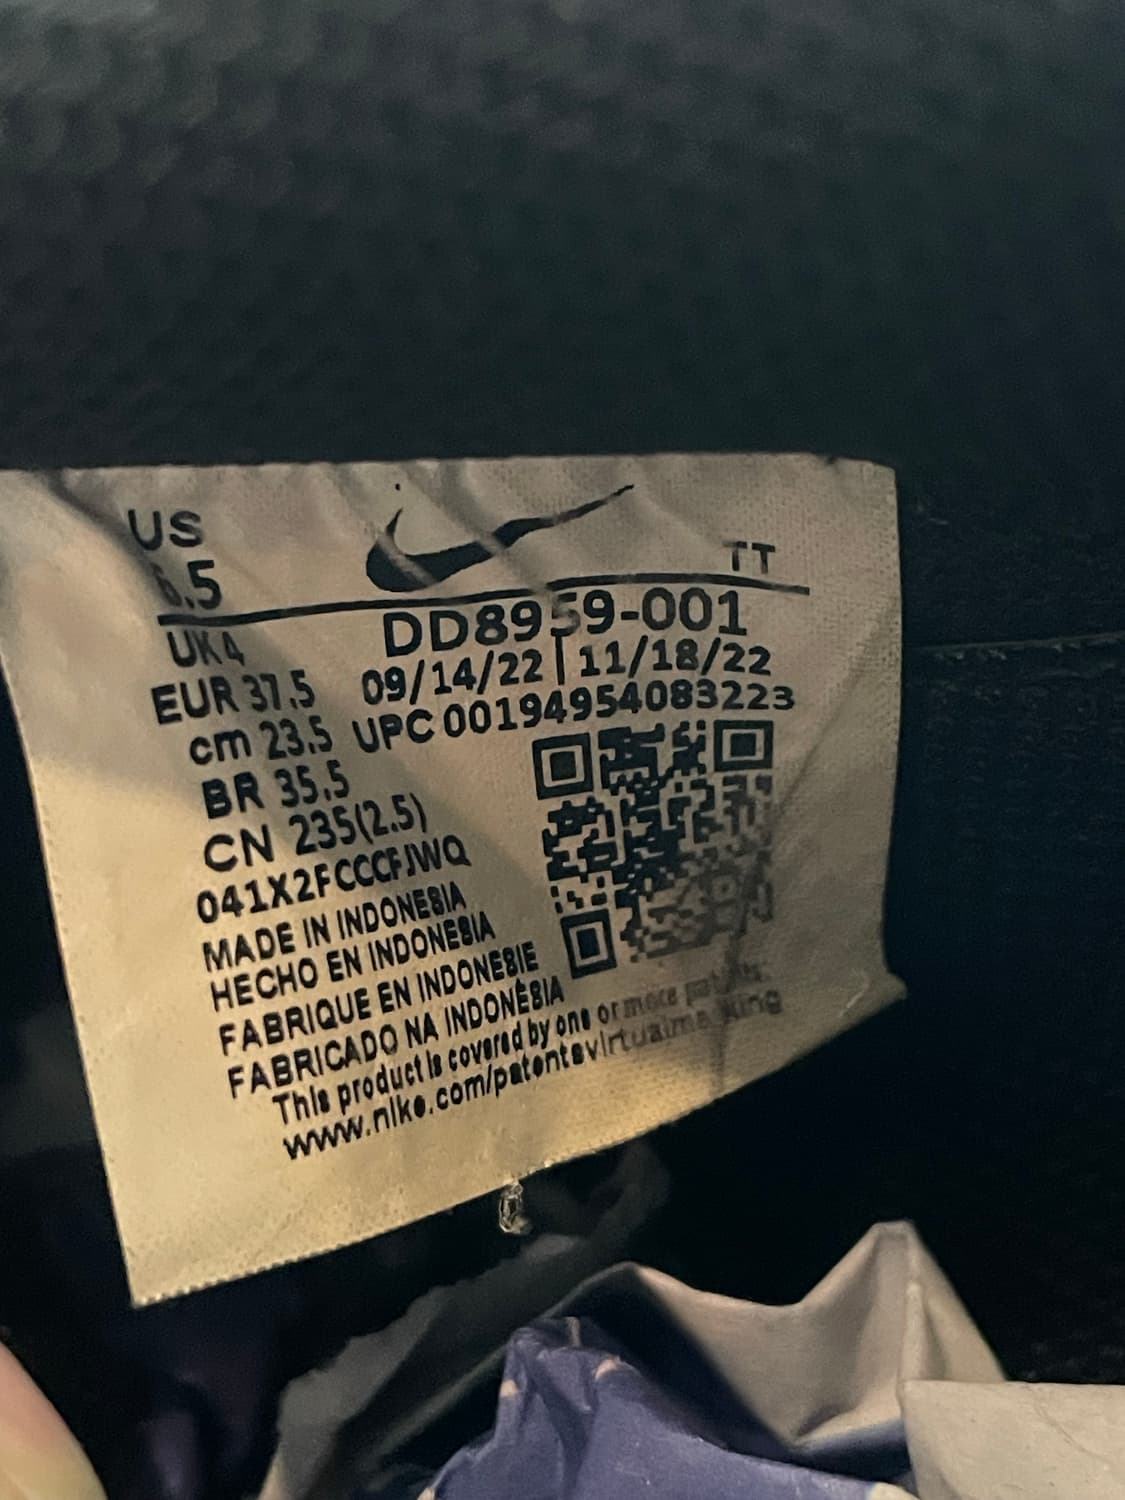 US
6.5
TT
UK4
DD8959-001
EUR 37.5
09/14/22 | 11/18/22
cm 23.5
UPC 00194954083223
BR 35.5
CN 235(2.5)
041X2FCCCFJWQ
MADE IN INDONESIA
HECHO EN INDONESIA
FABRIQUE EN INDONESIE
FABRICADO NA INDONÉSIA
This product is covered by one or more patents.
www.nike.com/patentsvirtualmarking